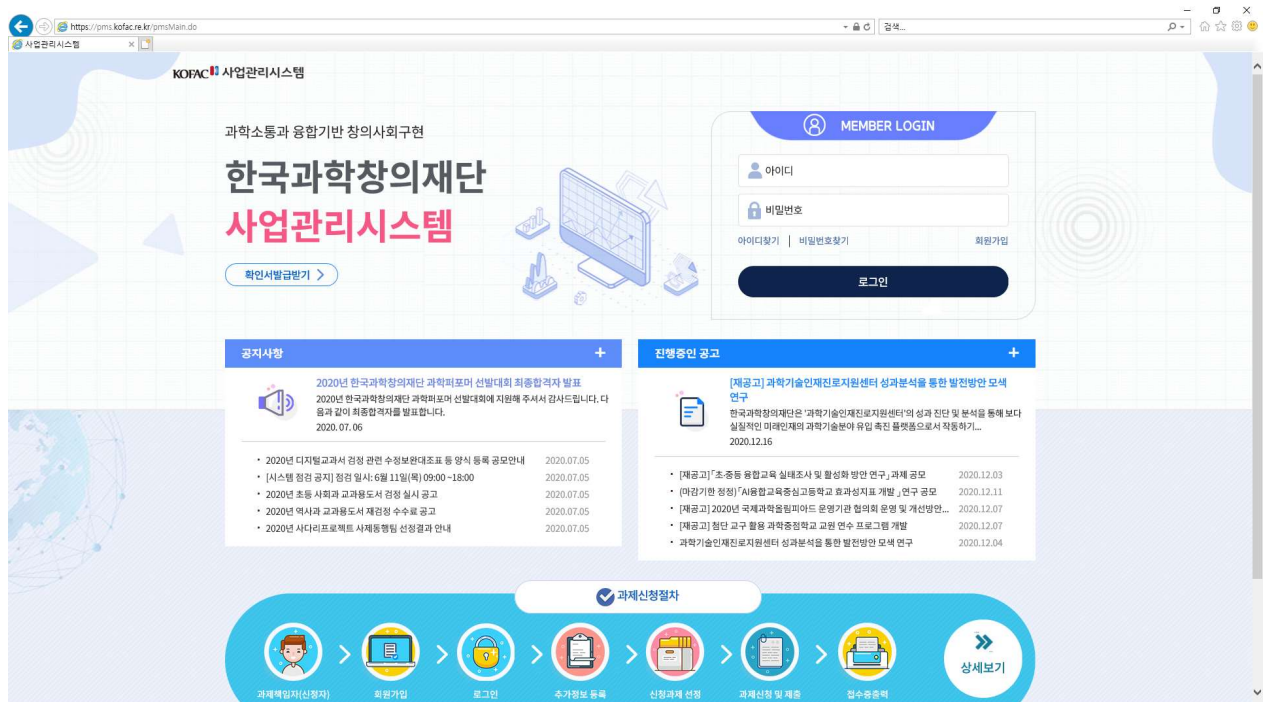 https://pms.kofac.re.kr/pmsMain.do
검색...
사업관리시스템
KOFAC 사업관리시스템
과학소통과 융합기반 창의사회구현
한국과학창의재단
사업관리시스템
확인서발급받기
MEMBER LOGIN
아이디
비밀번호
아이디찾기 | 비밀번호찾기 회원가입
로그인
공지사항 +
2020년 한국과학창의재단 과학퍼포머 선발대회 최종합격자 발표
2020년 한국과학창의재단 과학퍼포머 선발대회에 지원해 주셔서 감사드립니다. 다
음과 같이 최종합격자를 발표합니다.
2020. 07. 06
• 2020년 디지털교과서 검정 관련 수정보완대조표 등 양식 등록 공모안내 2020.07.05
• [시스템 점검 공지] 점검 일시: 6월 11일(목) 09:00 ~18:00 2020.07.05
• 2020년 초등 사회과 교과용도서 검정 실시 공고 2020.07.05
• 2020년 역사과 교과용도서 재검정 수수료 공고 2020.07.05
• 2020년 사다리프로젝트 사제동행팀 선정결과 안내 2020.07.05
진행중인 공고 +
[재공고] 과학기술인재진로지원센터 성과분석을 통한 발전방안 모색
연구
한국과학창의재단은 '과학기술인재진로지원센터'의 성과 진단 및 분석을 통해 보다
실질적인 미래인재의 과학기술분야 유입 촉진 플랫폼으로서 작동하기...
2020.12.16
• [재공고]「초·중등 융합교육 실태조사 및 활성화 방안 연구」과제 공모 2020.12.03
• (마감기한 정정)「AI융합교육중심고등학교 효과성지표 개발」연구 공모 2020.12.11
• [재공고] 2020년 국제과학올림피아드 운영기관 협의회 운영 및 개선방안... 2020.12.07
• [재공고] 첨단 교구 활용 과학중점학교 교원 연수 프로그램 개발 2020.12.07
• 과학기술인재진로지원센터 성과분석을 통한 발전방안 모색 연구 2020.12.04
과제신청절차
과제책임자(신청자) 회원가입 로그인 추가정보 등록 신청과제 선정 과제신청 및 제출 접수증출력
상세보기